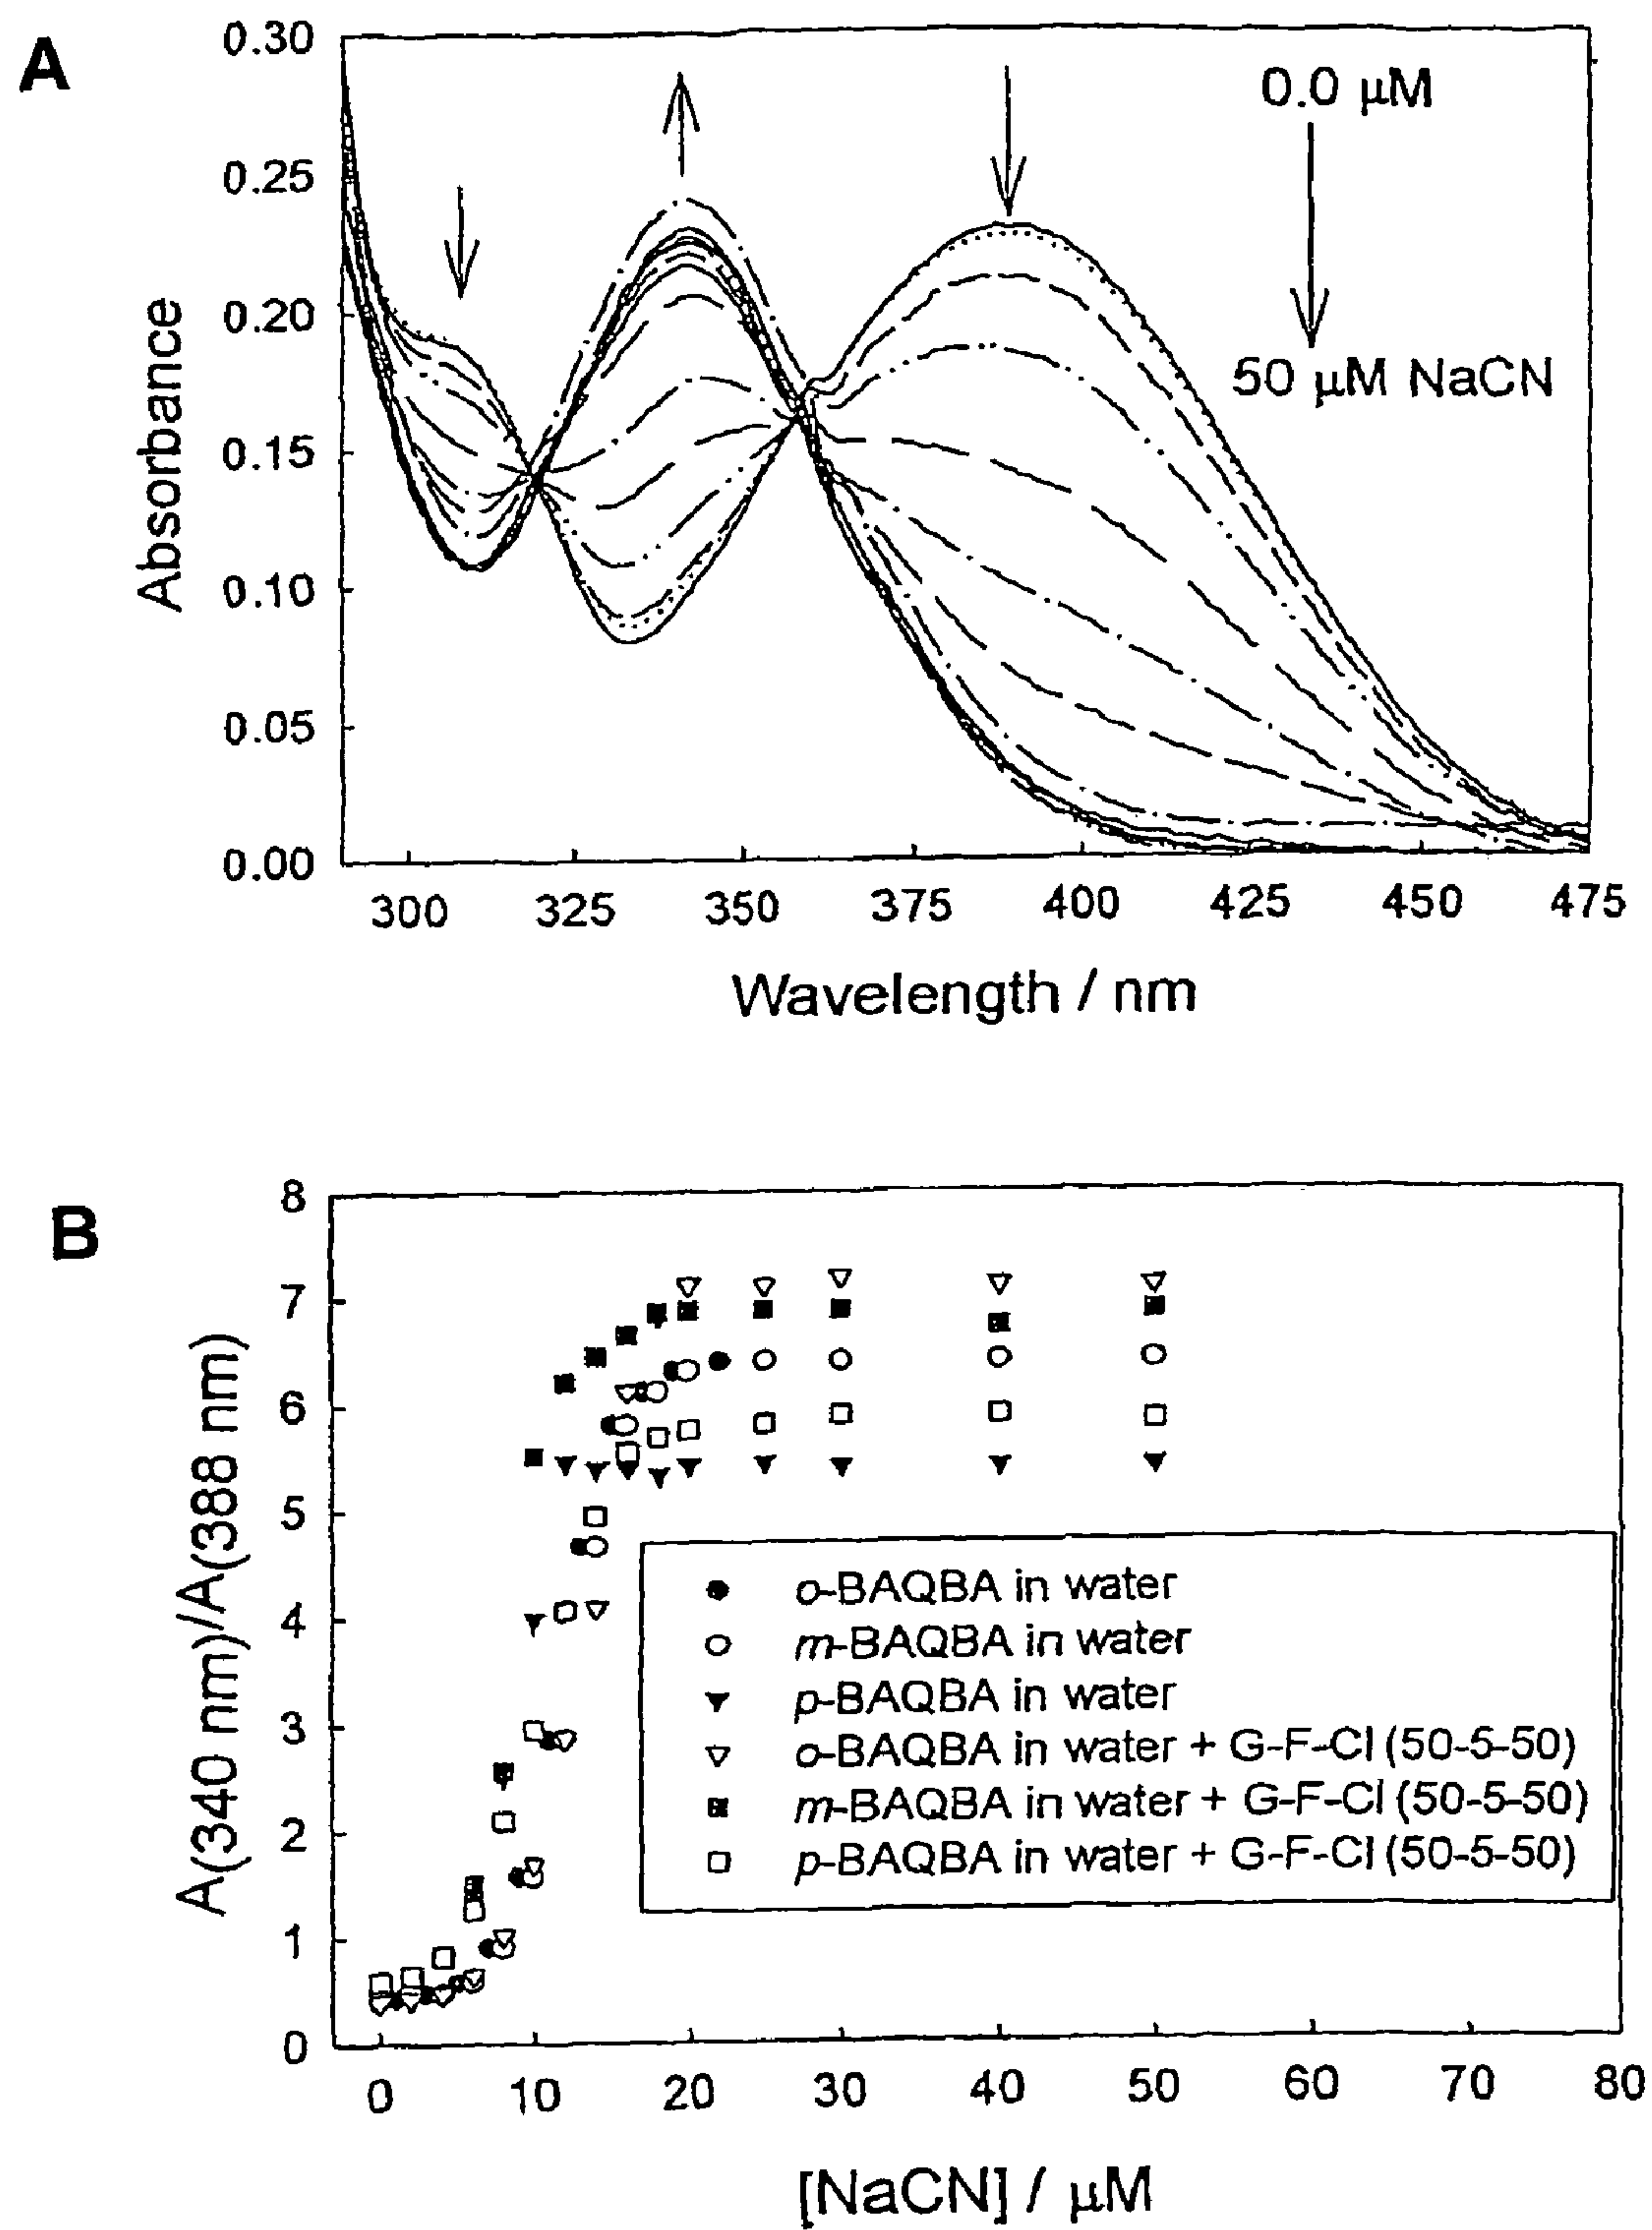 A
0.30
0.25
0.20
0.15
0.10
0.05
0.00
Absorbance
0.0 µM
50 µM NaCN
300 325 350 375 400 425 450 475
Wavelength / nm
B
8
7
6
5
4
3
2
1
0
A(340 nm)/A(388 nm)
o-BAQBA in water
m-BAQBA in water
p-BAQBA in water
o-BAQBA in water + G-F-Cl (50-5-50)
m-BAQBA in water + G-F-Cl (50-5-50)
p-BAQBA in water + G-F-Cl (50-5-50)
0 10 20 30 40 50 60 70 80
[NaCN] / µM